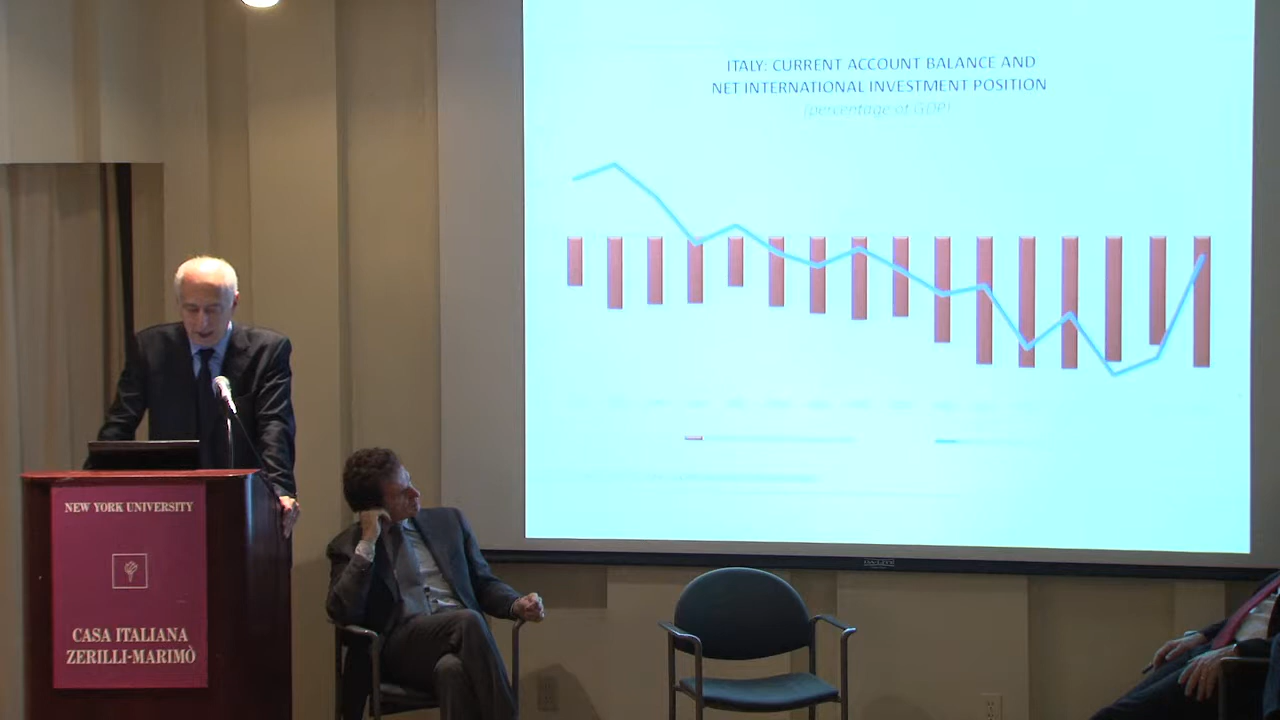 ITALY: CURRENT ACCOUNT BALANCE AND
NET INTERNATIONAL INVESTMENT POSITION
(percentage of GDP)
NEW YORK UNIVERSITY
CASA ITALIANA
ZERILLI-MARIMÒ